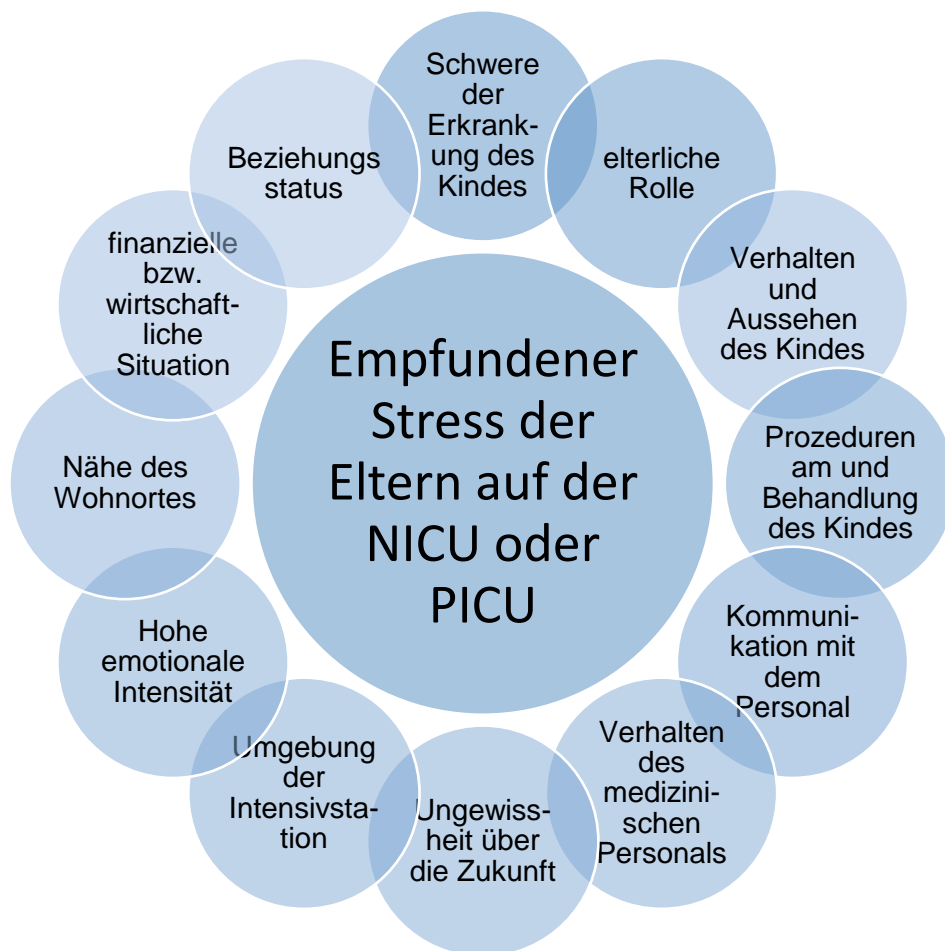 Schwere
der
Erkrank-
ung des
Kindes
elterliche
Rolle
Verhalten
und
Aussehen
des Kindes
Prozeduren
am und
Behandlung
des Kindes
Kommuni-
kation mit
dem
Personal
Verhalten
des
medizini-
schen
Personals
Ungewiss-
heit über
die Zukunft
Umgebung
der
Intensivsta-
tion
Hohe
emotionale
Intensität
Nähe des
Wohnortes
finanzielle
bzw.
wirtschaft-
liche
Situation
Beziehungs
status
Empfundener
Stress der
Eltern auf der
NICU oder
PICU